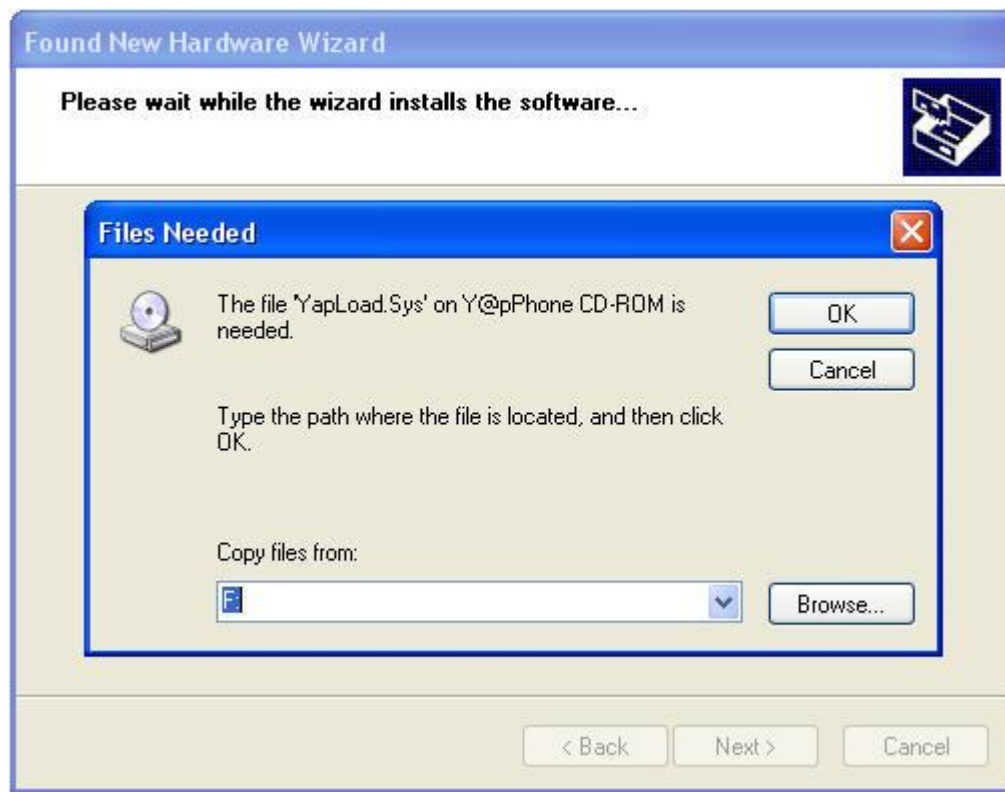 Found New Hardware Wizard
Please wait while the wizard installs the software...
Files Needed
The file 'YapLoad.Sys' on Y@pPhone CD-ROM is
needed.
OK
Cancel
Type the path where the file is located, and then click
OK.
Copy files from:
F:
Browse...
< Back
Next >
Cancel